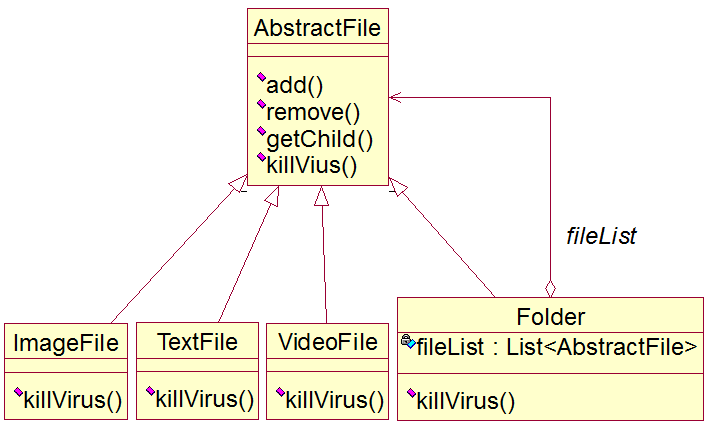 AbstractFile
add()
remove()
getChild()
killVius()
fileList
ImageFile
killVirus()
TextFile
killVirus()
VideoFile
killVirus()
Folder
fileList : List<AbstractFile>
killVirus()